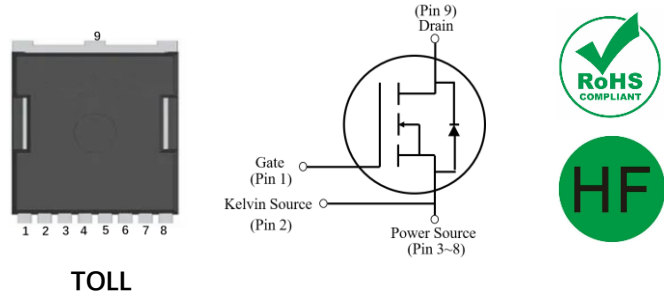 9
1 2 3 4 5 6 7 8
TOLL
(Pin 9)
Drain
Gate
(Pin 1)
Kelvin Source
(Pin 2)
Power Source
(Pin 3~8)
RoHS
COMPLIANT
HF